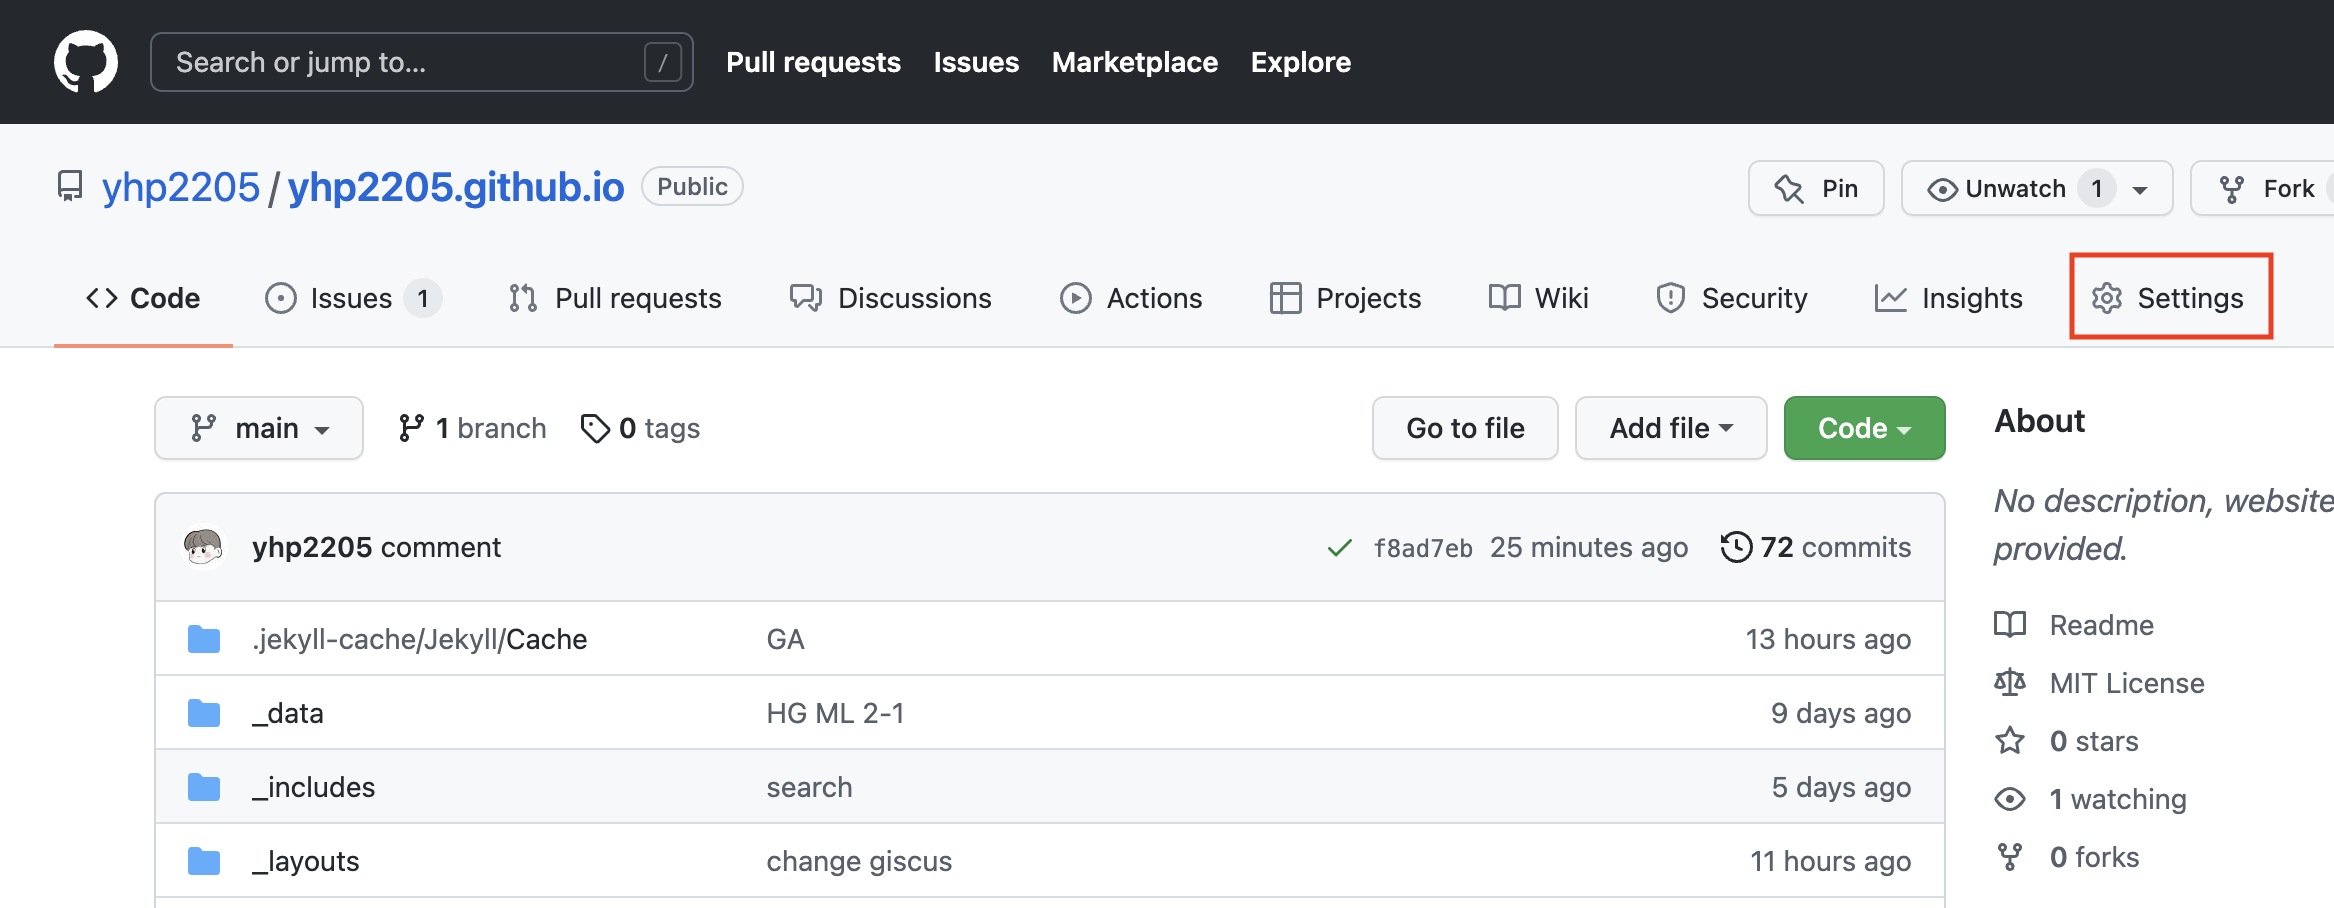 Search or jump to... /
Pull requests Issues Marketplace Explore
yhp2205 / yhp2205.github.io Public
Pin Unwatch 1 Fork
Code Issues 1 Pull requests Discussions Actions Projects Wiki Security Insights Settings
main 1 branch 0 tags Go to file Add file Code
About
No description, website
provided.
yhp2205 comment f8ad7eb 25 minutes ago 72 commits
.jekyll-cache/Jekyll/Cache GA 13 hours ago
_data HG ML 2-1 9 days ago
_includes search 5 days ago
_layouts change giscus 11 hours ago
Readme
MIT License
0 stars
1 watching
0 forks